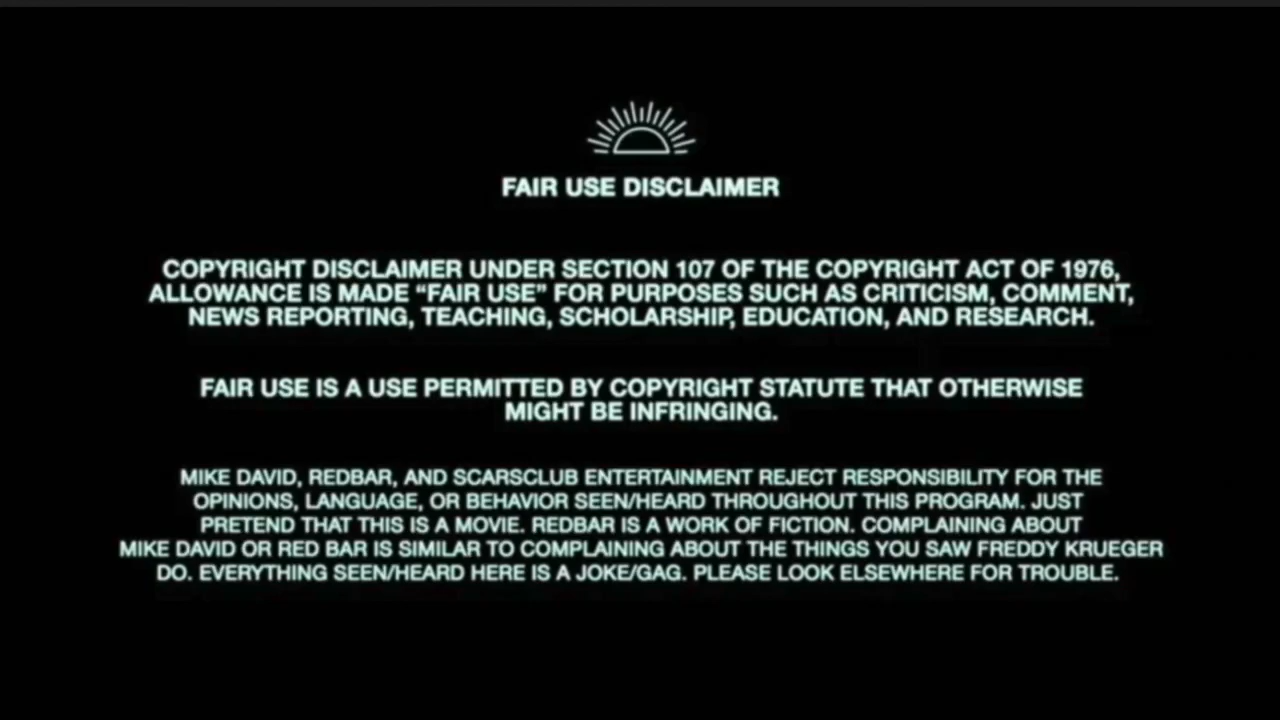 FAIR USE DISCLAIMER
COPYRIGHT DISCLAIMER UNDER SECTION 107 OF THE COPYRIGHT ACT OF 1976,
ALLOWANCE IS MADE “FAIR USE” FOR PURPOSES SUCH AS CRITICISM, COMMENT,
NEWS REPORTING, TEACHING, SCHOLARSHIP, EDUCATION, AND RESEARCH.
FAIR USE IS A USE PERMITTED BY COPYRIGHT STATUTE THAT OTHERWISE
MIGHT BE INFRINGING.
MIKE DAVID, REDBAR, AND SCARSCLUB ENTERTAINMENT REJECT RESPONSIBILITY FOR THE
OPINIONS, LANGUAGE, OR BEHAVIOR SEEN/HEARD THROUGHOUT THIS PROGRAM. JUST
PRETEND THAT THIS IS A MOVIE. REDBAR IS A WORK OF FICTION. COMPLAINING ABOUT
MIKE DAVID OR RED BAR IS SIMILAR TO COMPLAINING ABOUT THE THINGS YOU SAW FREDDY KRUEGER
DO. EVERYTHING SEEN/HEARD HERE IS A JOKE/GAG. PLEASE LOOK ELSEWHERE FOR TROUBLE.